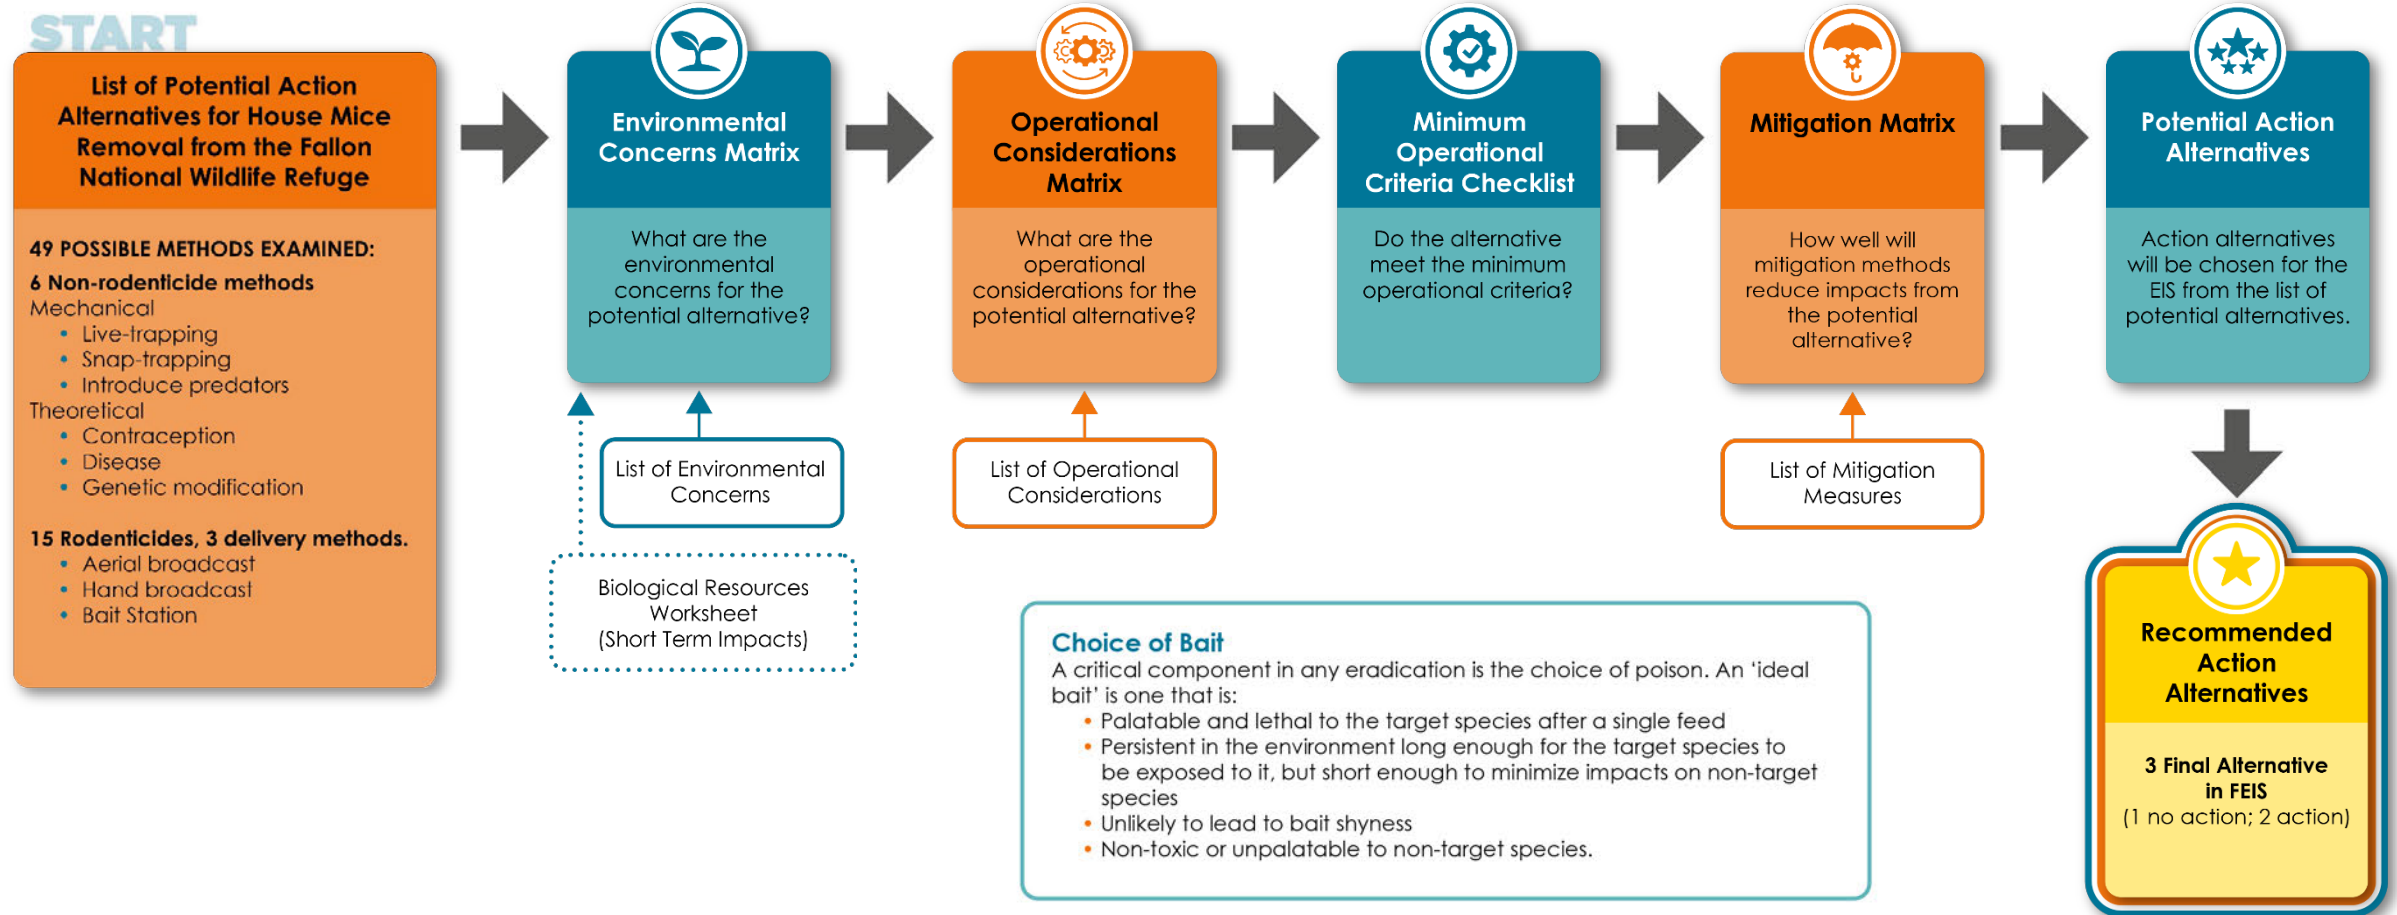 START
List of Potential Action
Alternatives for House Mice
Removal from the Fallon
National Wildlife Refuge
49 POSSIBLE METHODS EXAMINED:
6 Non-rodenticide methods
Mechanical
• Live-trapping
• Snap-trapping
• Introduce predators
Theoretical
• Contraception
• Disease
• Genetic modification
15 Rodenticides, 3 delivery methods.
• Aerial broadcast
• Hand broadcast
• Bait Station
Environmental
Concerns Matrix
What are the
environmental
concerns for the
potential alternative?
List of Environmental
Concerns
Biological Resources
Worksheet
(Short Term Impacts)
Operational
Considerations
Matrix
What are the
operational
considerations for the
potential alternative?
List of Operational
Considerations
Minimum
Operational
Criteria Checklist
Do the alternative
meet the minimum
operational criteria?
Mitigation Matrix
How well will
mitigation methods
reduce impacts from
the potential
alternative?
List of Mitigation
Measures
Potential Action
Alternatives
Action alternatives
will be chosen for the
EIS from the list of
potential alternatives.
Recommended
Action
Alternatives
3 Final Alternative
in FEIS
(1 no action; 2 action)
Choice of Bait
A critical component in any eradication is the choice of poison. An ‘ideal
bait’ is one that is:
• Palatable and lethal to the target species after a single feed
• Persistent in the environment long enough for the target species to
be exposed to it, but short enough to minimize impacts on non-target
species
• Unlikely to lead to bait shyness
• Non-toxic or unpalatable to non-target species.